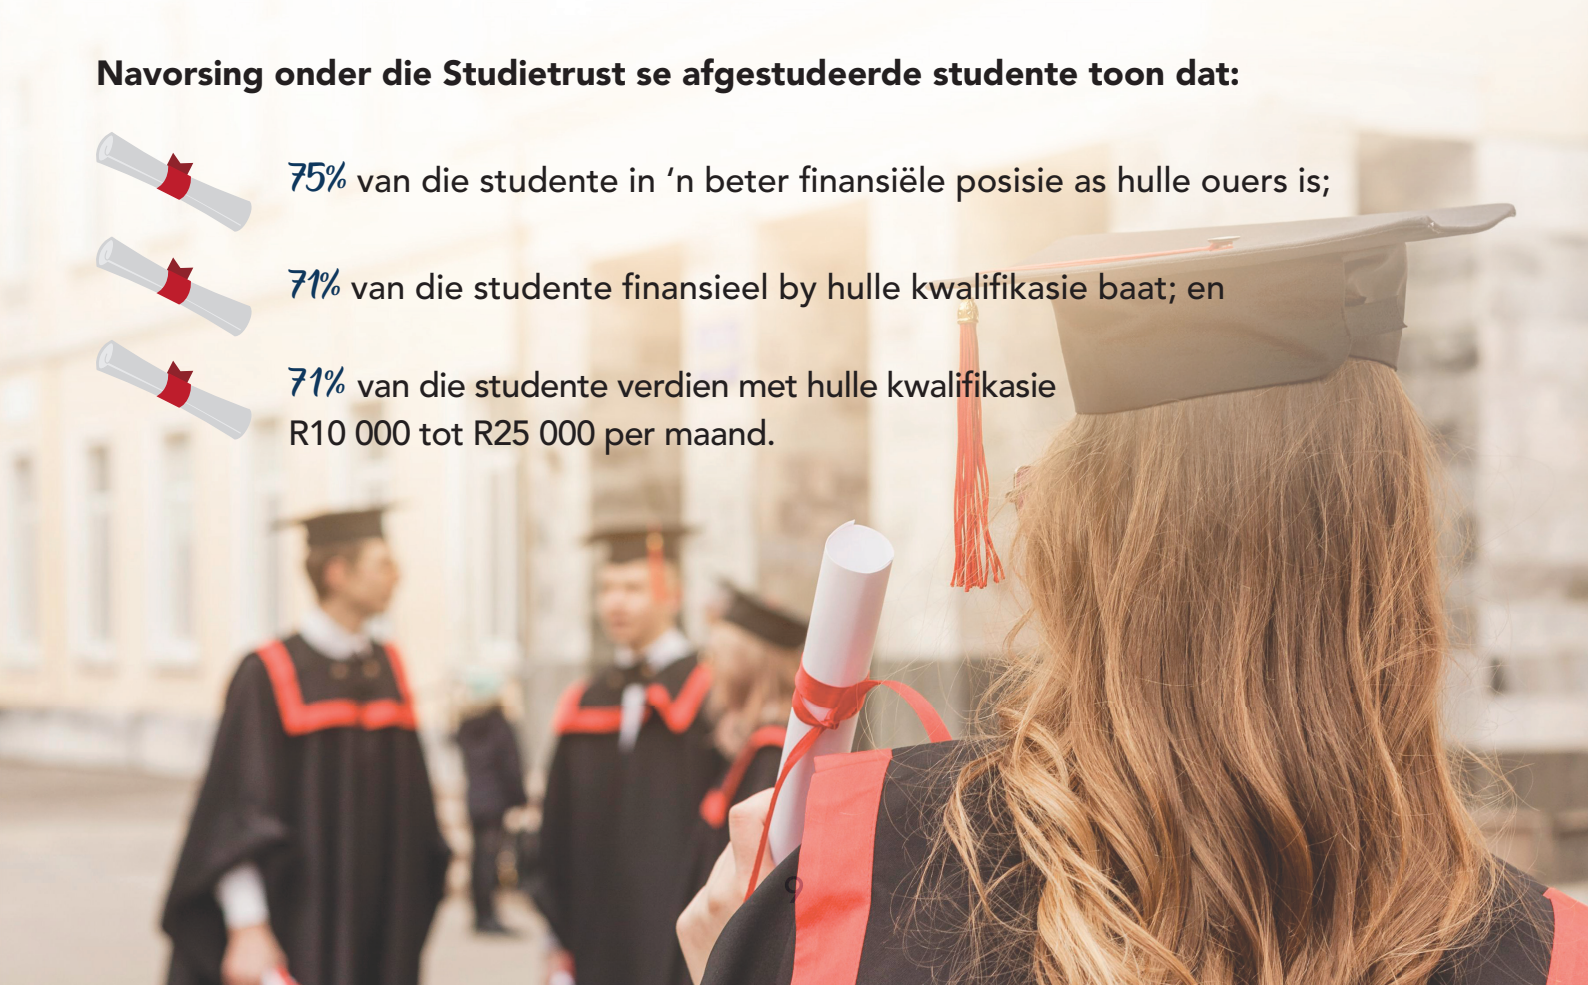 Navorsing onder die Studietrust se afgestudeerde studente toon dat:
75% van die studente in ‘n beter finansiële posisie as hulle ouers is;
71% van die studente finansieel by hulle kwalifikasie baat; en
71% van die studente verdien met hulle kwalifikasie
R10 000 tot R25 000 per maand.
9